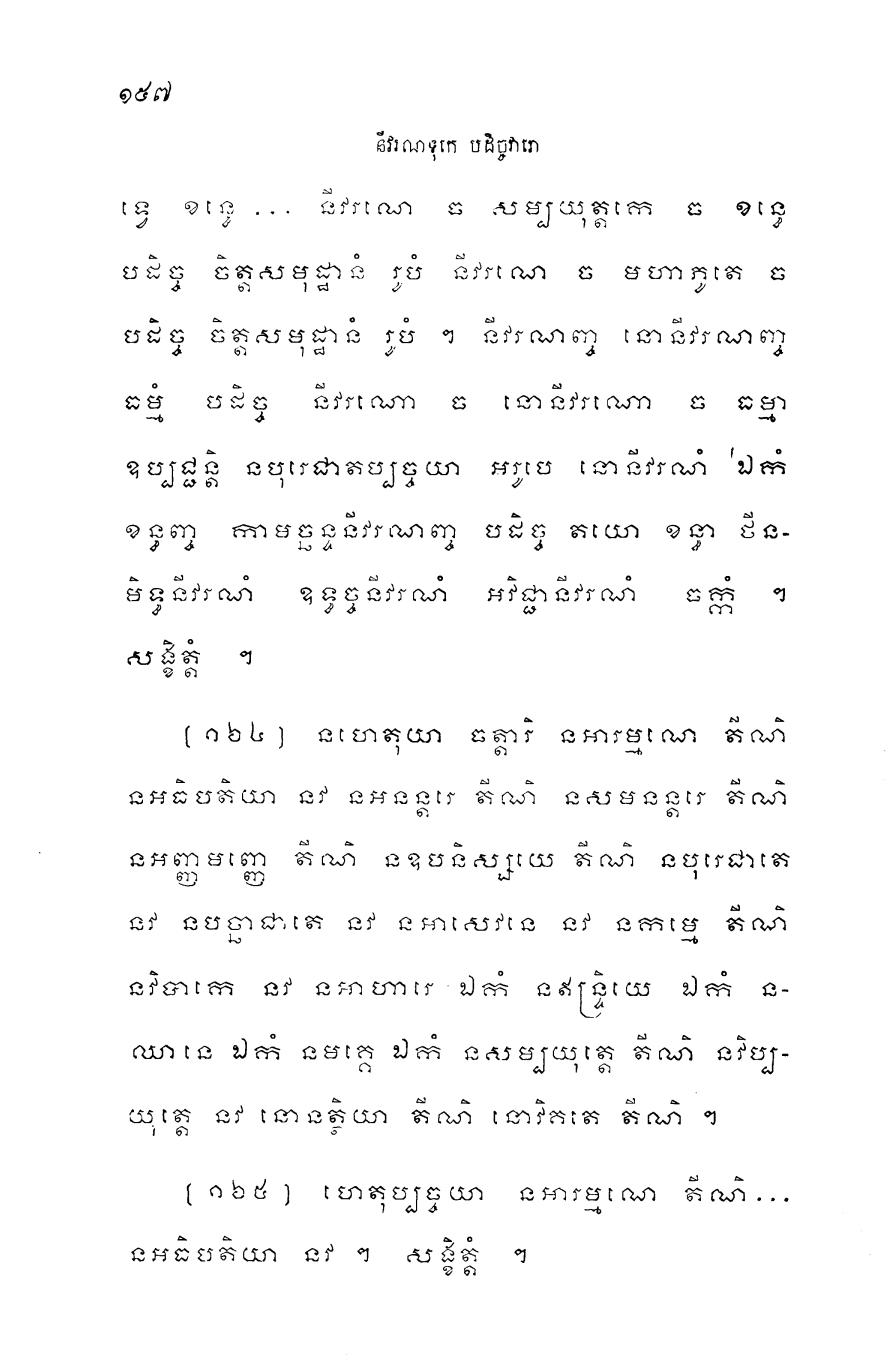 ១៥៧
នីវរណទុកេ បដិច្ចវារោ
ទ្វេ ខន្ធេ ... នីវរណេ ច សម្បយុត្តកេ ច ខន្ធេ
បដិច្ច ចិត្តសមុដ្ឋានំ រូបំ នីវរណេ ច មហាភូតេ ច
បដិច្ច ចិត្តសមុដ្ឋានំ រូបំ ។ នីវរណញ្ច នោនីវរណញ្ច
ធម្មំ បដិច្ច នីវរណោ ច នោនីវរណោ ច ធម្មា
ឧប្បជ្ជន្តិ នបុរេជាតប្បច្ចយា អរូបេ នោនីវរណំ ឯកំ
ខន្ធញ្ច កាមច្ឆន្ទនីវរណញ្ច បដិច្ច តយោ ខន្ធា ថីន-
មិទ្ធនីវរណំ ឧទ្ធច្ចនីវរណំ អវិជ្ជានីវរណំ ចក្កំ ។
សង្ខិត្តំ ។
[១៦៤] នហេតុយា ចត្តារិ នអារម្មណេ តីណិ
នអធិបតិយា នវ នអនន្តរេ តីណិ នសមនន្តរេ តីណិ
នអញ្ញមញ្ញេ តីណិ នឧបនិស្សយេ តីណិ នបុរេជាតេ
នវ នបច្ឆាជាតេ នវ នអាសេវនេ នវ នកម្មេ តីណិ
នវិបាកេ នវ នអាហារេ ឯកំ នឥន្ទ្រិយេ ឯកំ ន-
ឈានេ ឯកំ នមគ្គេ ឯកំ នសម្បយុត្តេ តីណិ នវិប្ប-
យុត្តេ នវ នោនត្ថិយា តីណិ នោវិគតេ តីណិ ។
[១៦៥] ហេតុប្បច្ចយា នអារម្មណេ តីណិ...
នអធិបតិយា នវ ។ សង្ខិត្តំ ។